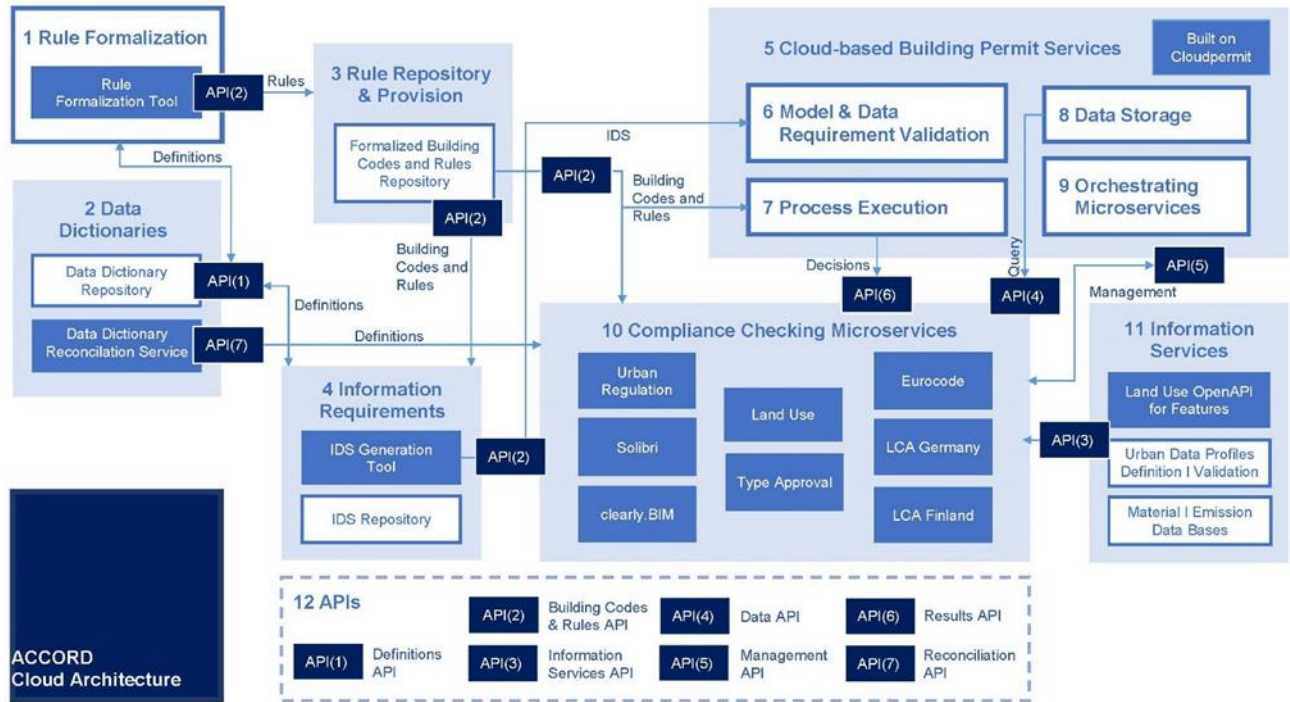 1 Rule Formalization
Rule
Formalization Tool
API(2)
Rules
3 Rule Repository
& Provision
Formalized Building
Codes and Rules
Repository
API(2)
API(2)
Definitions
2 Data
Dictionaries
Data Dictionary
Repository
API(1)
Data Dictionary
Reconcilation Service
API(7)
Definitions
Definitions
Building
Codes and
Rules
4 Information
Requirements
IDS Generation
Tool
API(2)
IDS Repository
IDS
Building
Codes and
Rules
5 Cloud-based Building Permit Services
Built on
Cloudpermit
6 Model & Data
Requirement Validation
7 Process Execution
8 Data Storage
9 Orchestrating
Microservices
Decisions
API(6)
Query
API(4)
API(5)
Management
10 Compliance Checking Microservices
Urban
Regulation
Solibri
clearly.BIM
Land Use
Type Approval
Eurocode
LCA Germany
LCA Finland
11 Information
Services
Land Use OpenAPI
for Features
API(3)
Urban Data Profiles
Definition I Validation
Material I Emission
Data Bases
ACCORD
Cloud Architecture
12 APIs
API(1)
Definitions
API
API(2)
Building Codes
& Rules API
API(3)
Information
Services API
API(4)
Data API
API(5)
Management
API
API(6)
Results API
API(7)
Reconciliation
API